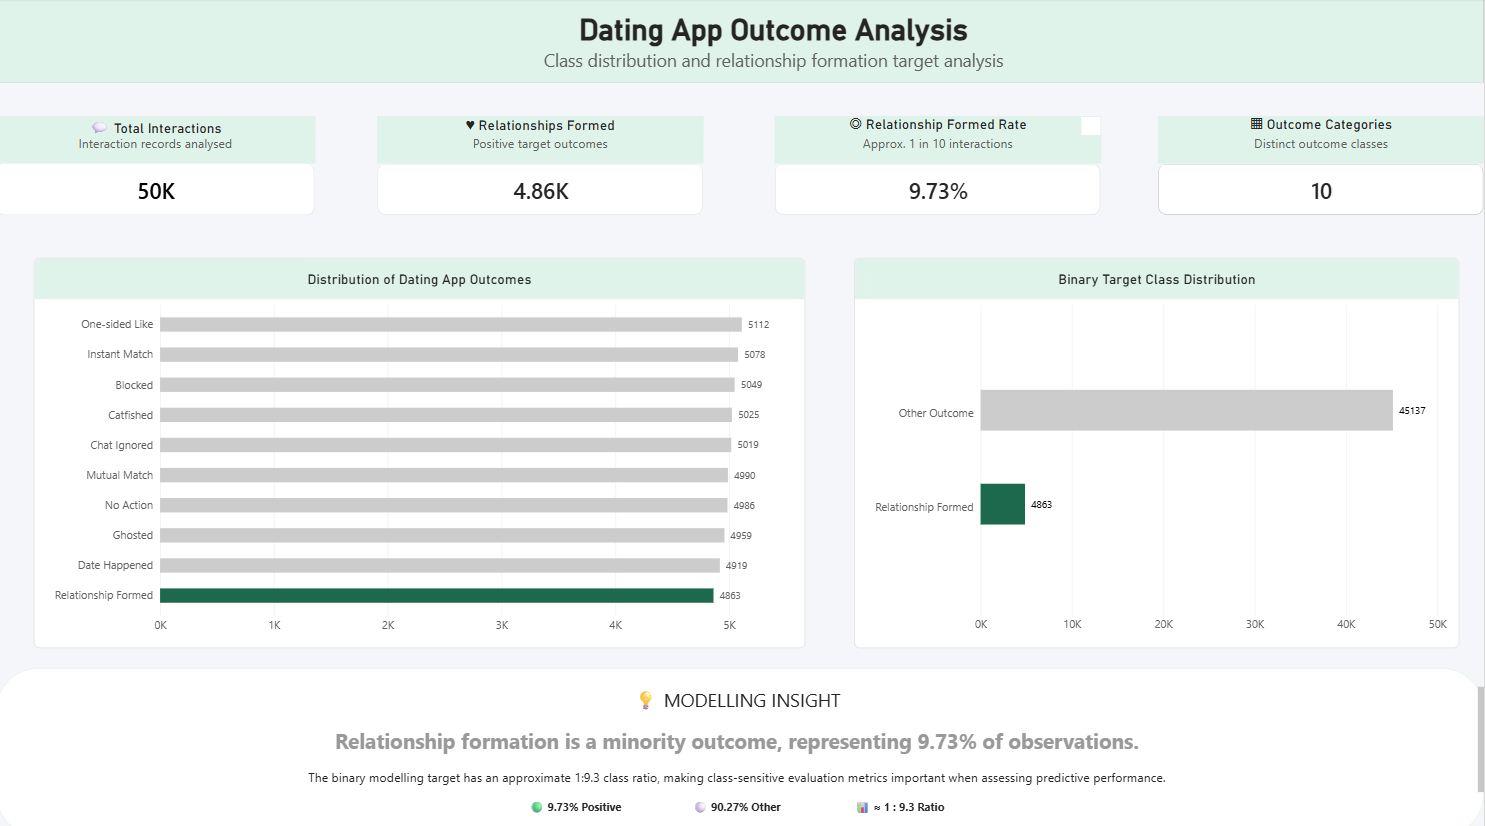 Dating App Outcome Analysis
Class distribution and relationship formation target analysis
Total Interactions
Interaction records analysed
50K
♥ Relationships Formed
Positive target outcomes
4.86K
◎ Relationship Formed Rate
Approx. 1 in 10 interactions
9.73%
▦ Outcome Categories
Distinct outcome classes
10
Distribution of Dating App Outcomes
One-sided Like 5112
Instant Match 5078
Blocked 5049
Catfished 5025
Chat Ignored 5019
Mutual Match 4990
No Action 4986
Ghosted 4959
Date Happened 4919
Relationship Formed 4863
0K 1K 2K 3K 4K 5K
Binary Target Class Distribution
Other Outcome 45137
Relationship Formed 4863
0K 10K 20K 30K 40K 50K
MODELLING INSIGHT
Relationship formation is a minority outcome, representing 9.73% of observations.
The binary modelling target has an approximate 1:9.3 class ratio, making class-sensitive evaluation metrics important when assessing predictive performance.
9.73% Positive 90.27% Other ≈ 1 : 9.3 Ratio